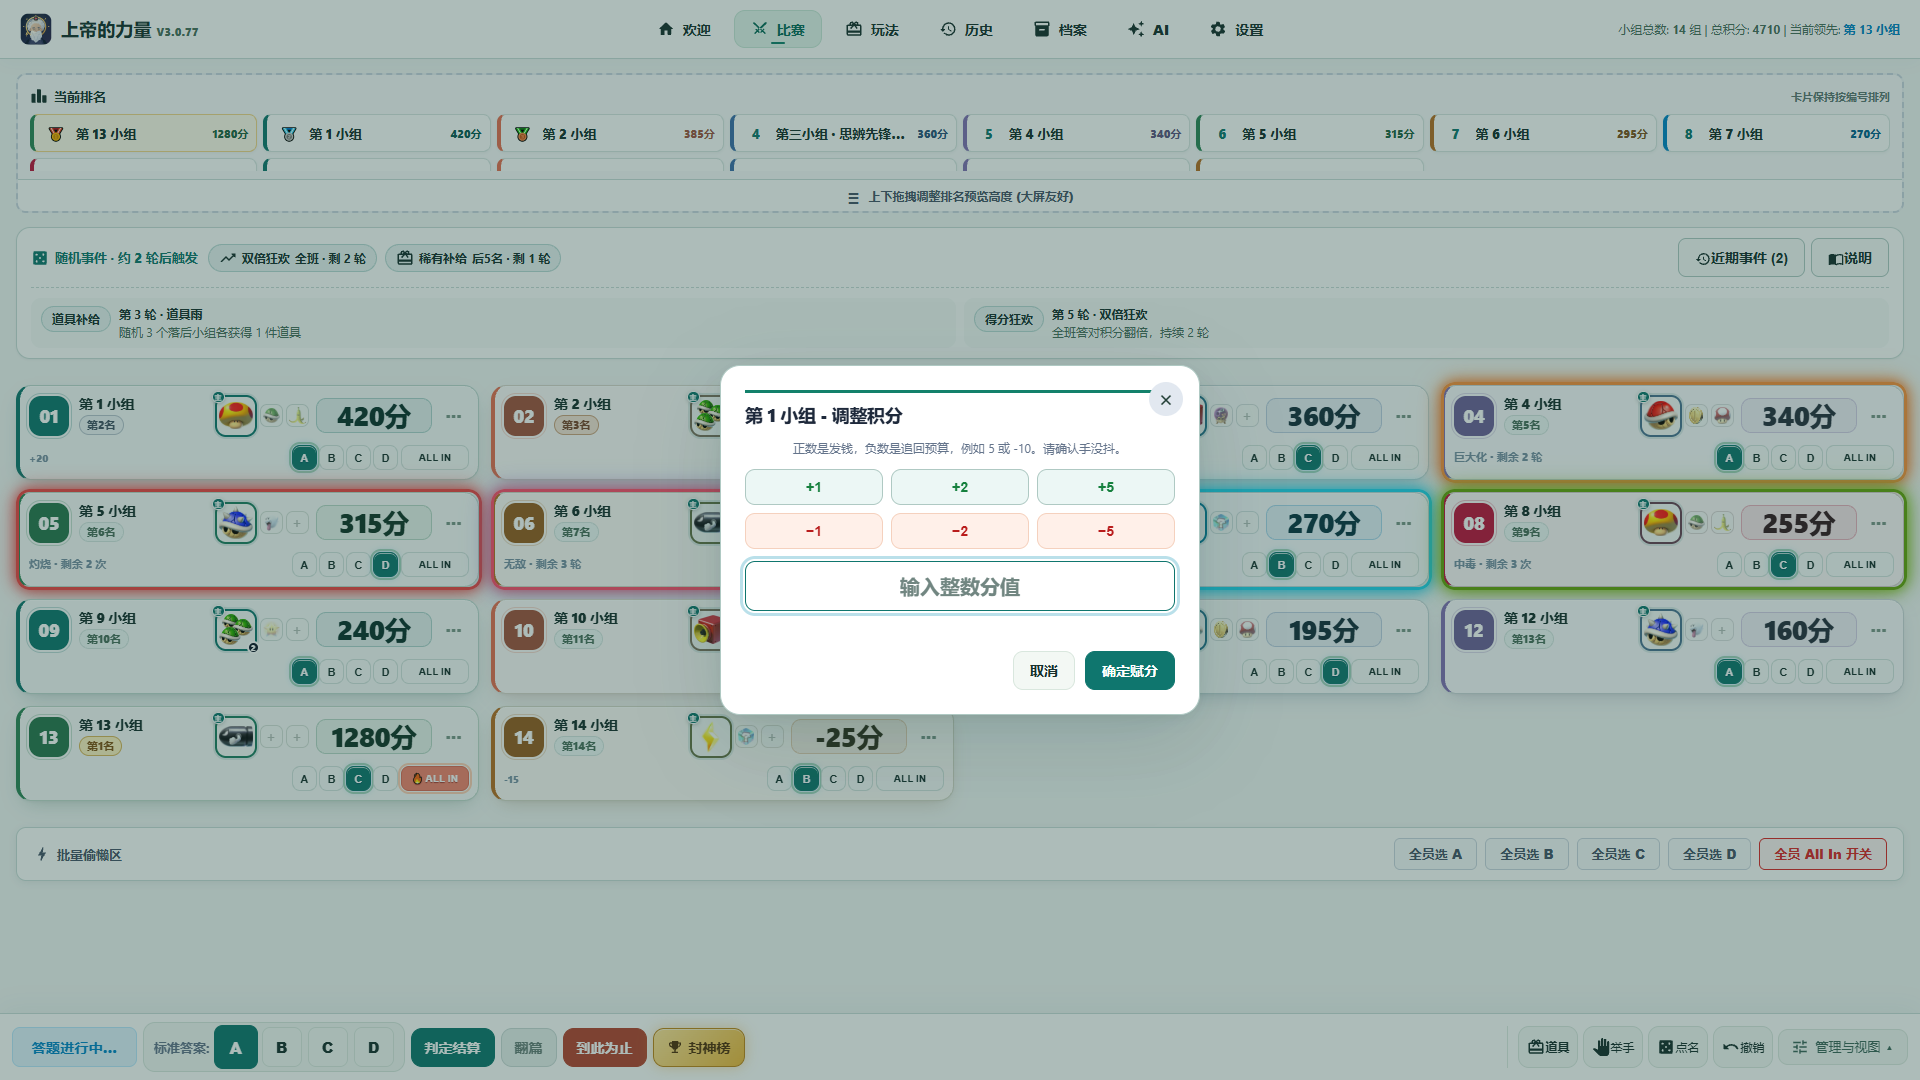 上帝的力量 V3.0.77
欢迎
比赛
玩法
历史
档案
AI
设置
小组总数: 14 组 | 总积分: 4710 | 当前领先: 第 13 小组
当前排名
卡片保持按编号排列
第 13 小组 1280分
第 1 小组 420分
第 2 小组 385分
4 第三小组 · 思辨先锋... 360分
5 第 4 小组 340分
6 第 5 小组 315分
7 第 6 小组 295分
8 第 7 小组 270分
上下拖拽调整排名预览高度 (大屏友好)
随机事件 · 约 2 轮后触发
双倍狂欢 全班 · 剩 2 轮
稀有补给 后5名 · 剩 1 轮
近期事件 (2)
说明
道具补给
第 3 轮 · 道具雨
随机 3 个落后小组各获得 1 件道具
得分狂欢
第 5 轮 · 双倍狂欢
全班答对积分翻倍，持续 2 轮
01 第 1 小组 第2名 420分
+20 A B C D ALL IN
02 第 2 小组 第3名
360分
A B C D ALL IN
04 第 4 小组 第5名 340分
巨大化 · 剩余 2 轮 A B C D ALL IN
05 第 5 小组 第6名 + 315分
灼烧 · 剩余 2 次 A B C D ALL IN
06 第 6 小组 第7名
无敌 · 剩余 3 轮
+ 270分
A B C D ALL IN
08 第 8 小组 第9名 255分
中毒 · 剩余 3 次 A B C D ALL IN
09 第 9 小组 第10名 2 + 240分
A B C D ALL IN
10 第 10 小组 第11名
195分
A B C D ALL IN
12 第 12 小组 第13名 + 160分
A B C D ALL IN
13 第 13 小组 第1名 + + 1280分
A B C D ALL IN
14 第 14 小组 第14名 + -25分
-15 A B C D ALL IN
第 1 小组 - 调整积分
正数是发钱，负数是追回预算，例如 5 或 -10。请确认手没抖。
+1
+2
+5
−1
−2
−5
输入整数分值
取消
确定赋分
批量偷懒区
全员选 A
全员选 B
全员选 C
全员选 D
全员 All In 开关
答题进行中...
标准答案: A B C D
判定结算
翻篇
到此为止
封神榜
道具
举手
点名
撤销
管理与视图